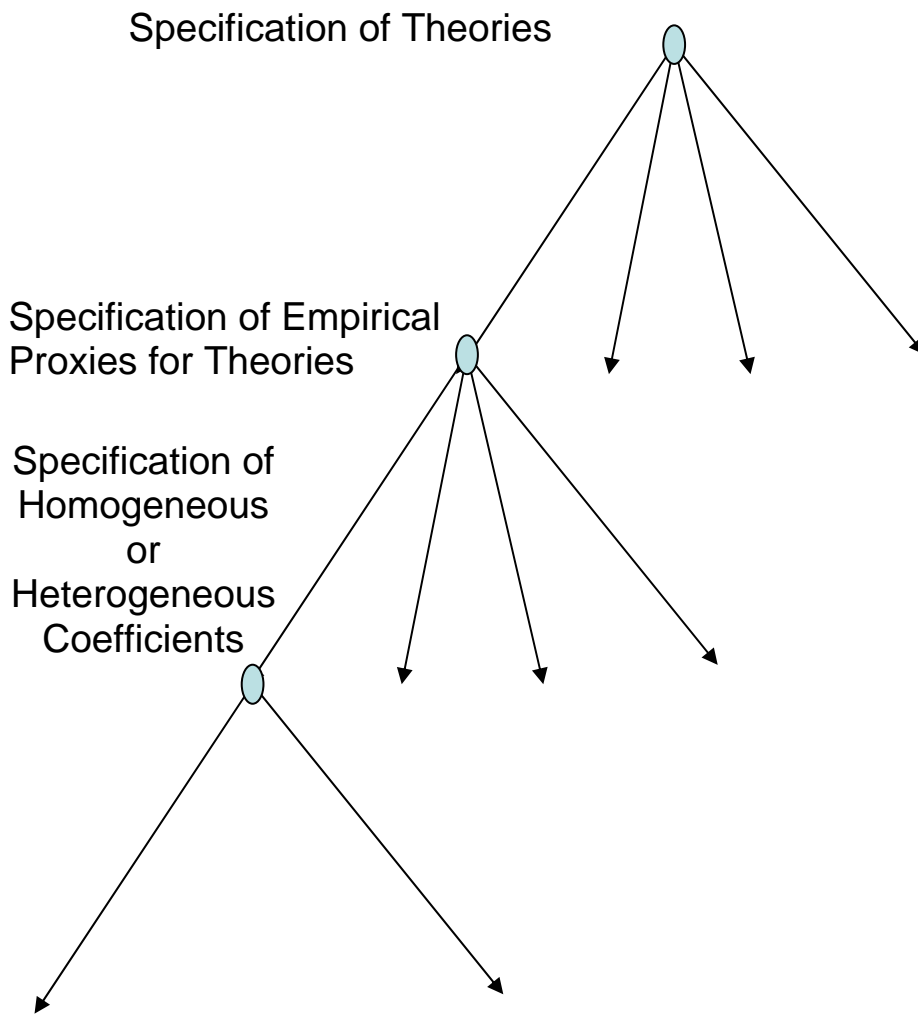 Specification of Theories
Specification of Empirical
Proxies for Theories
Specification of
Homogeneous
or
Heterogeneous
Coefficients